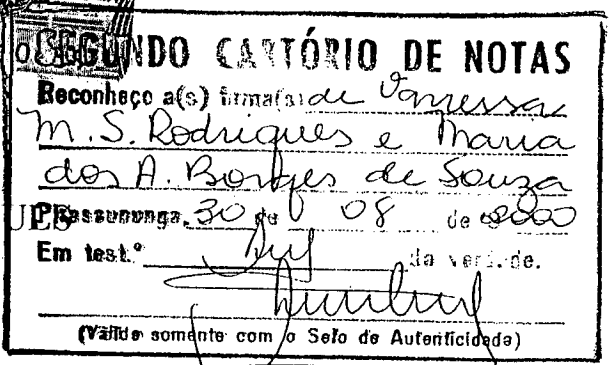 SEGUNDO CARTÓRIO DE NOTAS
Reconheço a(s) firma(s) de Vanessa
M. S. Rodrigues e Maria
dos A. Borges de Souza
Pirassununga, 30 de 08 de 2000
Em test.º da verdade.
(Válido somente com o Selo de Autenticidade)